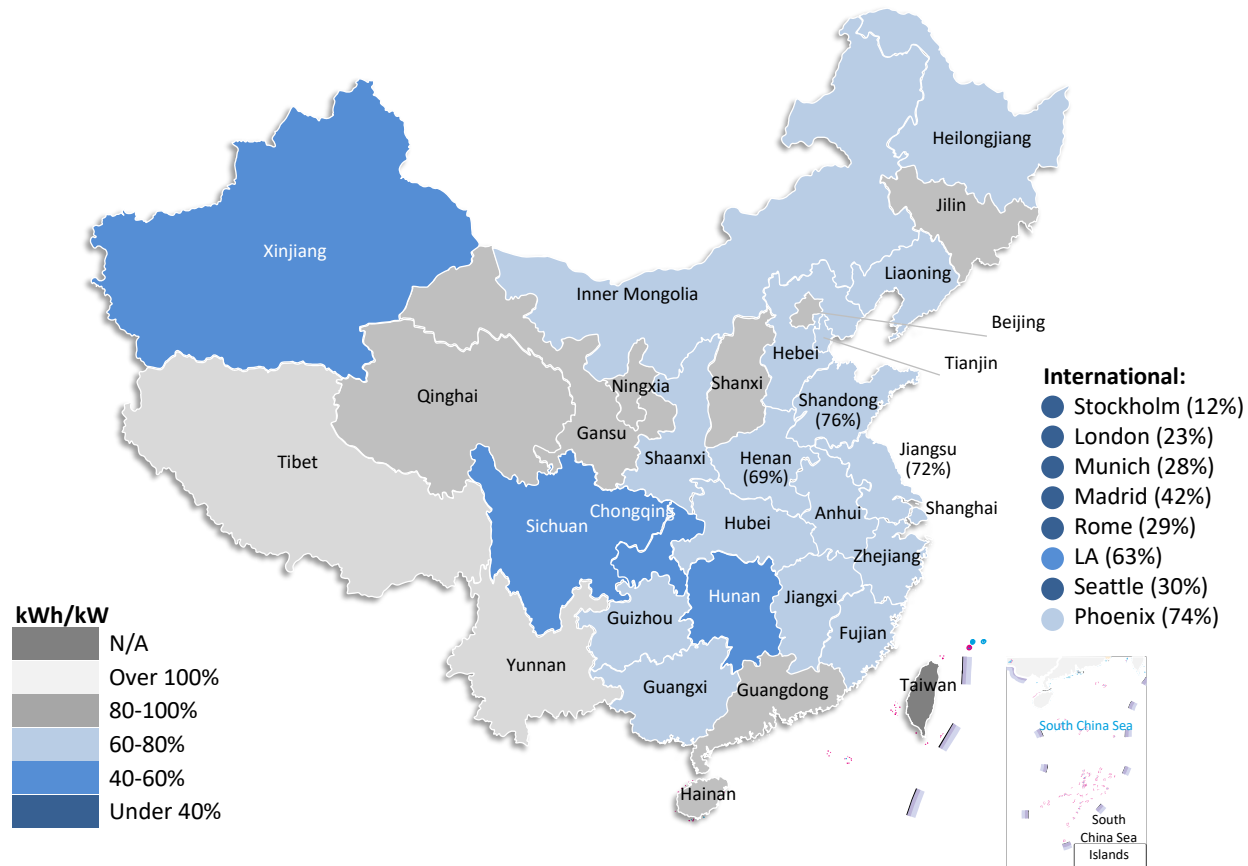 Heilongjiang
Jilin
Xinjiang
Liaoning
Inner Mongolia
Beijing
Hebei
Tianjin
Ningxia
Shanxi
Qinghai
Shandong
(76%)
Gansu
Jiangsu
(72%)
Tibet
Shaanxi
Henan
(69%)
Shanghai
Chongqing
Anhui
Sichuan
Hubei
Zhejiang
Hunan
Jiangxi
Guizhou
Fujian
Yunnan
Guangxi
Guangdong
Taiwan
Hainan
International:
Stockholm (12%)
London (23%)
Munich (28%)
Madrid (42%)
Rome (29%)
LA (63%)
Seattle (30%)
Phoenix (74%)
kWh/kW
N/A
Over 100%
80-100%
60-80%
40-60%
Under 40%
South China Sea
South
China Sea
Islands